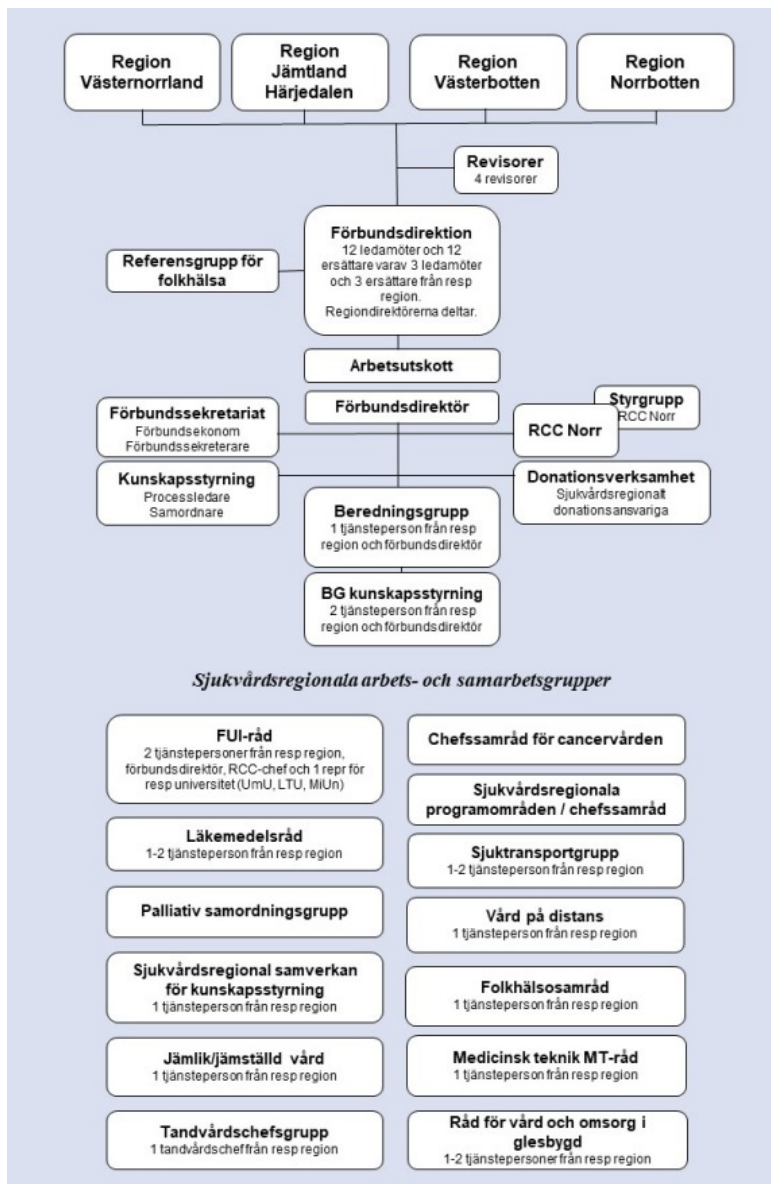 Region
Västernorrland
Region
Jämtland
Härjedalen
Region
Västerbotten
Region
Norrbotten
Revisorer
4 revisorer
Förbundsdirektion
12 ledamöter och 12
ersättare varav 3 ledamöter
och 3 ersättare från resp
region.
Regiondirektörerna deltar.
Referensgrupp för
folkhälsa
Arbetsutskott
Förbundsdirektör
Förbundssekretariat
Förbundsekonom
Förbundssekreterare
Styrgrupp
RCC Norr
RCC Norr
Kunskapsstyrning
Processledare
Samordnare
Donationsverksamhet
Sjukvårdsregionalt
donationsansvariga
Beredningsgrupp
1 tjänsteperson från resp
region och förbundsdirektör
BG kunskapsstyrning
2 tjänsteperson från resp
region och förbundsdirektör
Sjukvårdsregionala arbets- och samarbetsgrupper
FUI-råd
2 tjänstepersoner från resp region,
förbundsdirektör, RCC-chef och 1 repr för
resp universitet (UmU, LTU, MiUn)
Chefssamråd för cancervården
Sjukvårdsregionala
programområden / chefssamråd
Läkemedelsråd
1-2 tjänsteperson från resp region
Sjuktransportgrupp
1-2 tjänsteperson från resp region
Palliativ samordningsgrupp
Vård på distans
1 tjänsteperson från resp region
Sjukvårdsregional samverkan
för kunskapsstyrning
1 tjänsteperson från resp region
Folkhälsosamråd
1 tjänsteperson från resp region
Jämlik/jämställd vård
1 tjänsteperson från resp region
Medicinsk teknik MT-råd
1 tjänsteperson från resp region
Tandvårdschefsgrupp
1 tandvårdschef från resp region
Råd för vård och omsorg i
glesbygd
1-2 tjänstepersoner från resp region